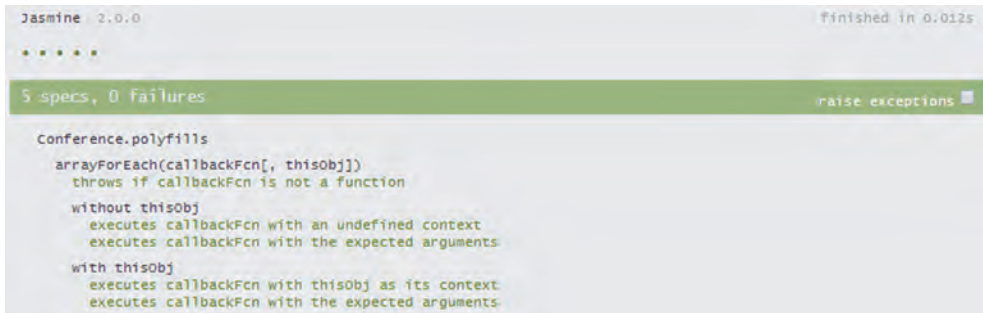 Jasmine 2.0.0 finished in 0.012s
•••••
5 specs, 0 failures raise exceptions
Conference.polyfills
arrayForEach(callbackFcn[, thisObj])
throws if callbackFcn is not a function
without thisObj
executes callbackFcn with an undefined context
executes callbackFcn with the expected arguments
with thisObj
executes callbackFcn with thisObj as its context
executes callbackFcn with the expected arguments